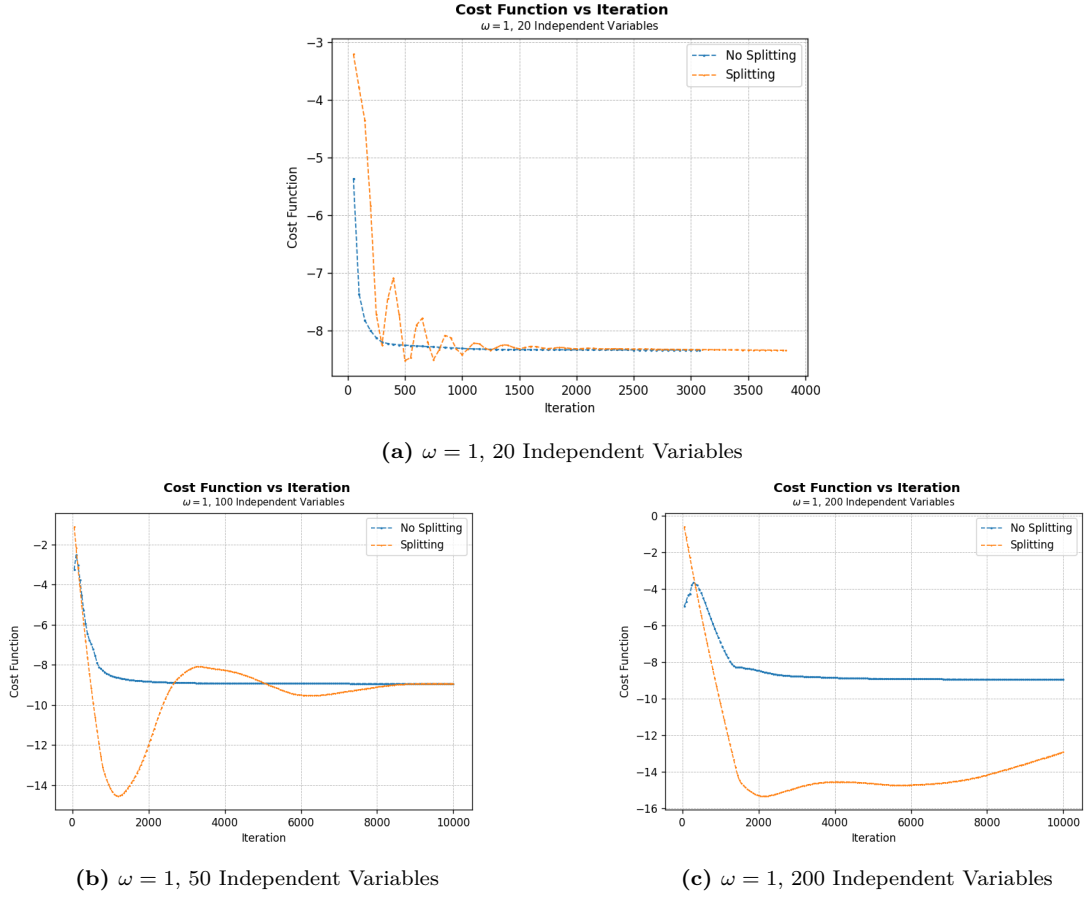 Cost Function vs Iteration
ω = 1, 20 Independent Variables
−3
−4
−5
−6
−7
−8
Cost Function
No Splitting
Splitting
0 500 1000 1500 2000 2500 3000 3500 4000
Iteration
(a) ω = 1, 20 Independent Variables
Cost Function vs Iteration
ω = 1, 100 Independent Variables
−2
−4
−6
−8
−10
−12
−14
Cost Function
No Splitting
Splitting
0 2000 4000 6000 8000 10000
Iteration
(b) ω = 1, 50 Independent Variables
Cost Function vs Iteration
ω = 1, 200 Independent Variables
0
−2
−4
−6
−8
−10
−12
−14
−16
Cost Function
No Splitting
Splitting
0 2000 4000 6000 8000 10000
Iteration
(c) ω = 1, 200 Independent Variables